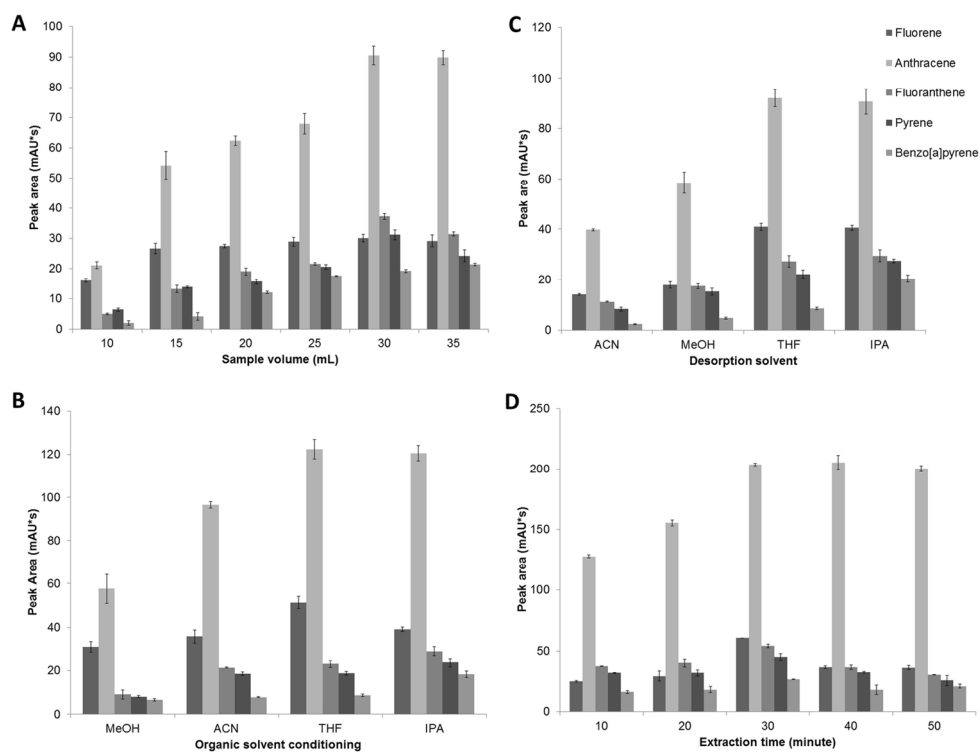 A
100
90
80
70
60
50
40
30
20
10
0
Peak area (mAU*s)
10 15 20 25 30 35
Sample volume (mL)
C
120
100
80
60
40
20
0
Peak are (mAU*s)
ACN MeOH THF IPA
Desorption solvent
Fluorene
Anthracene
Fluoranthene
Pyrene
Benzo[a]pyrene
B
140
120
100
80
60
40
20
0
Peak Area (mAU*s)
MeOH ACN THF IPA
Organic solvent conditioning
D
250
200
150
100
50
0
Peak area (mAU*s)
10 20 30 40 50
Extraction time (minute)